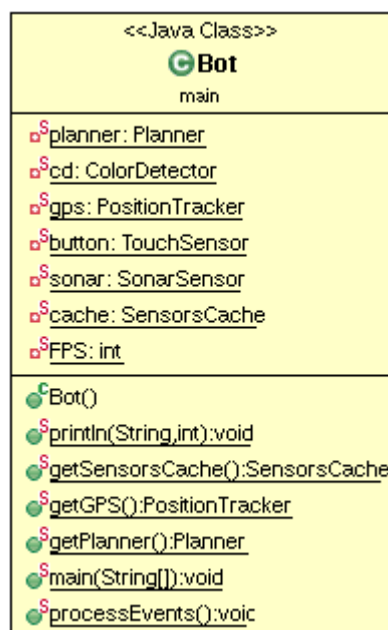 <<Java Class>>
C Bot
main
S planner: Planner
S cd: ColorDetector
S gps: PositionTracker
S button: TouchSensor
S sonar: SonarSensor
S cache: SensorsCache
S FPS: int
C Bot()
S println(String,int):void
S getSensorsCache():SensorsCache
S getGPS():PositionTracker
S getPlanner():Planner
S main(String[]):void
S processEvents():voic